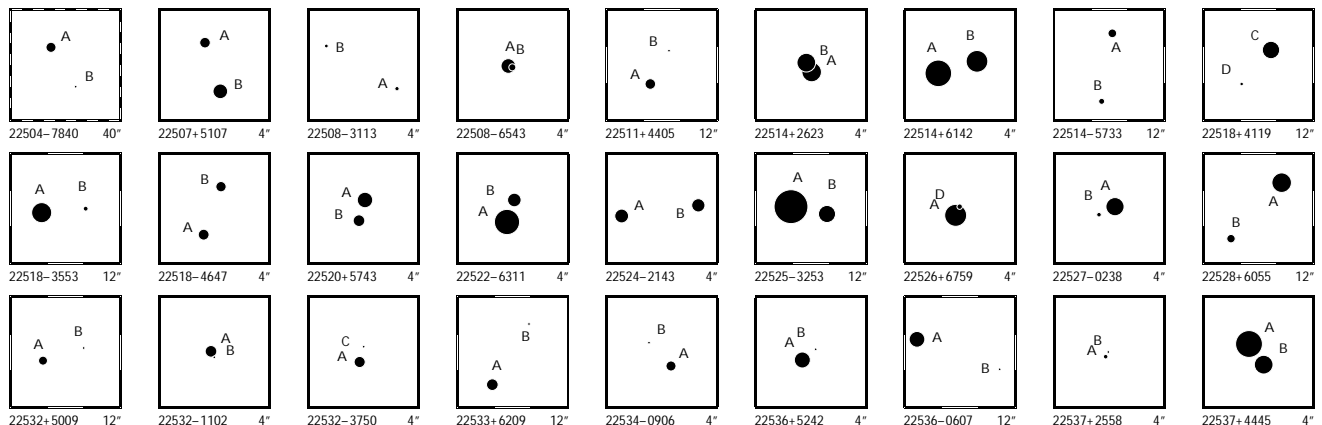 A B A B B A A B B A B A A B A B C D
22504−7840 40″ 22507+5107 4″ 22508−3113 4″ 22508−6543 4″ 22511+4405 12″ 22514+2623 4″ 22514+6142 4″ 22514−5733 12″ 22518+4119 12″
A B B A A B B A A B A B D A A B A B
22518−3553 12″ 22518−4647 4″ 22520+5743 4″ 22522−6311 4″ 22524−2143 4″ 22525−3253 12″ 22526+6759 4″ 22527−0238 4″ 22528+6055 12″
A B A B C A B A B A B A A B B A A B
22532+5009 12″ 22532−1102 4″ 22532−3750 4″ 22533+6209 12″ 22534−0906 4″ 22536+5242 4″ 22536−0607 12″ 22537+2558 4″ 22537+4445 4″